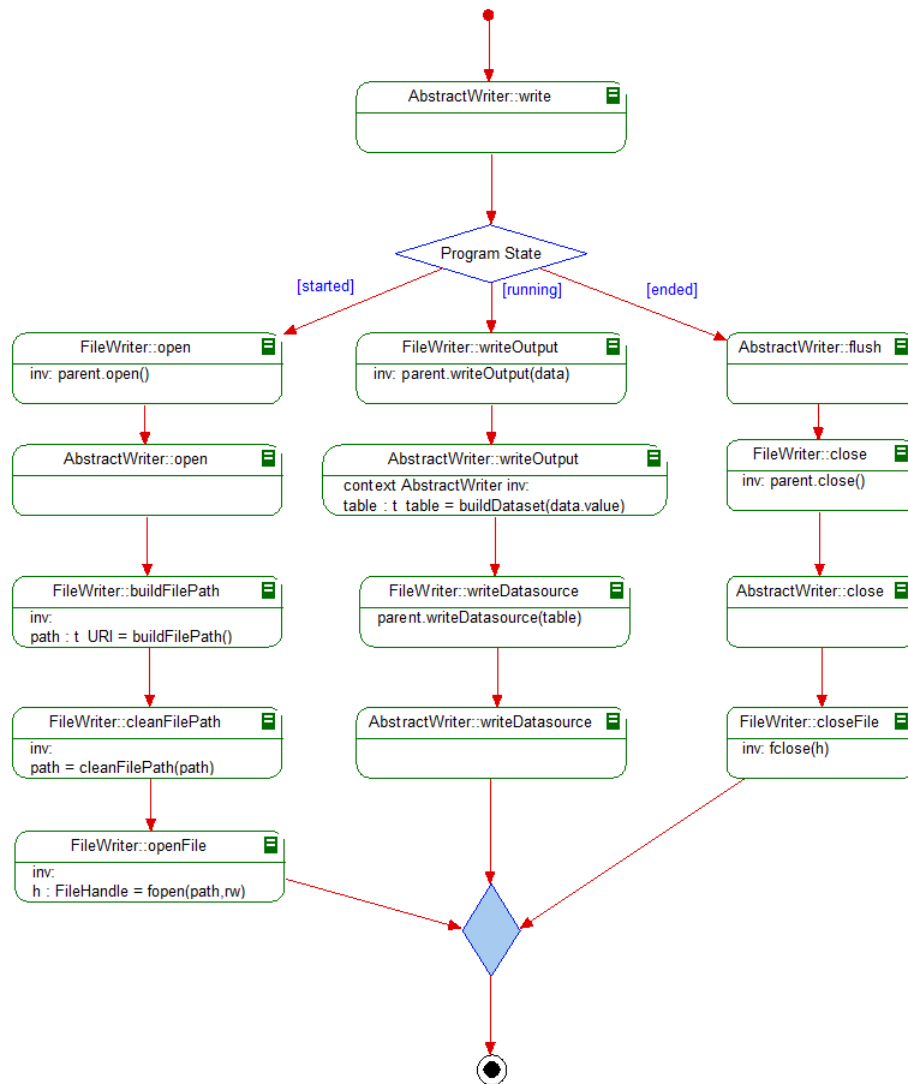 AbstractWriter::write
Program State
[started]
[running]
[ended]
FileWriter::open
inv: parent.open()
FileWriter::writeOutput
inv: parent.writeOutput(data)
AbstractWriter::flush
AbstractWriter::open
AbstractWriter::writeOutput
context AbstractWriter inv:
table : t_table = buildDataset(data.value)
FileWriter::close
inv: parent.close()
FileWriter::buildFilePath
inv:
path : t_URI = buildFilePath()
FileWriter::writeDatasource
parent.writeDatasource(table)
AbstractWriter::close
FileWriter::cleanFilePath
inv:
path = cleanFilePath(path)
AbstractWriter::writeDatasource
FileWriter::closeFile
inv: fclose(h)
FileWriter::openFile
inv:
h : FileHandle = fopen(path,rw)